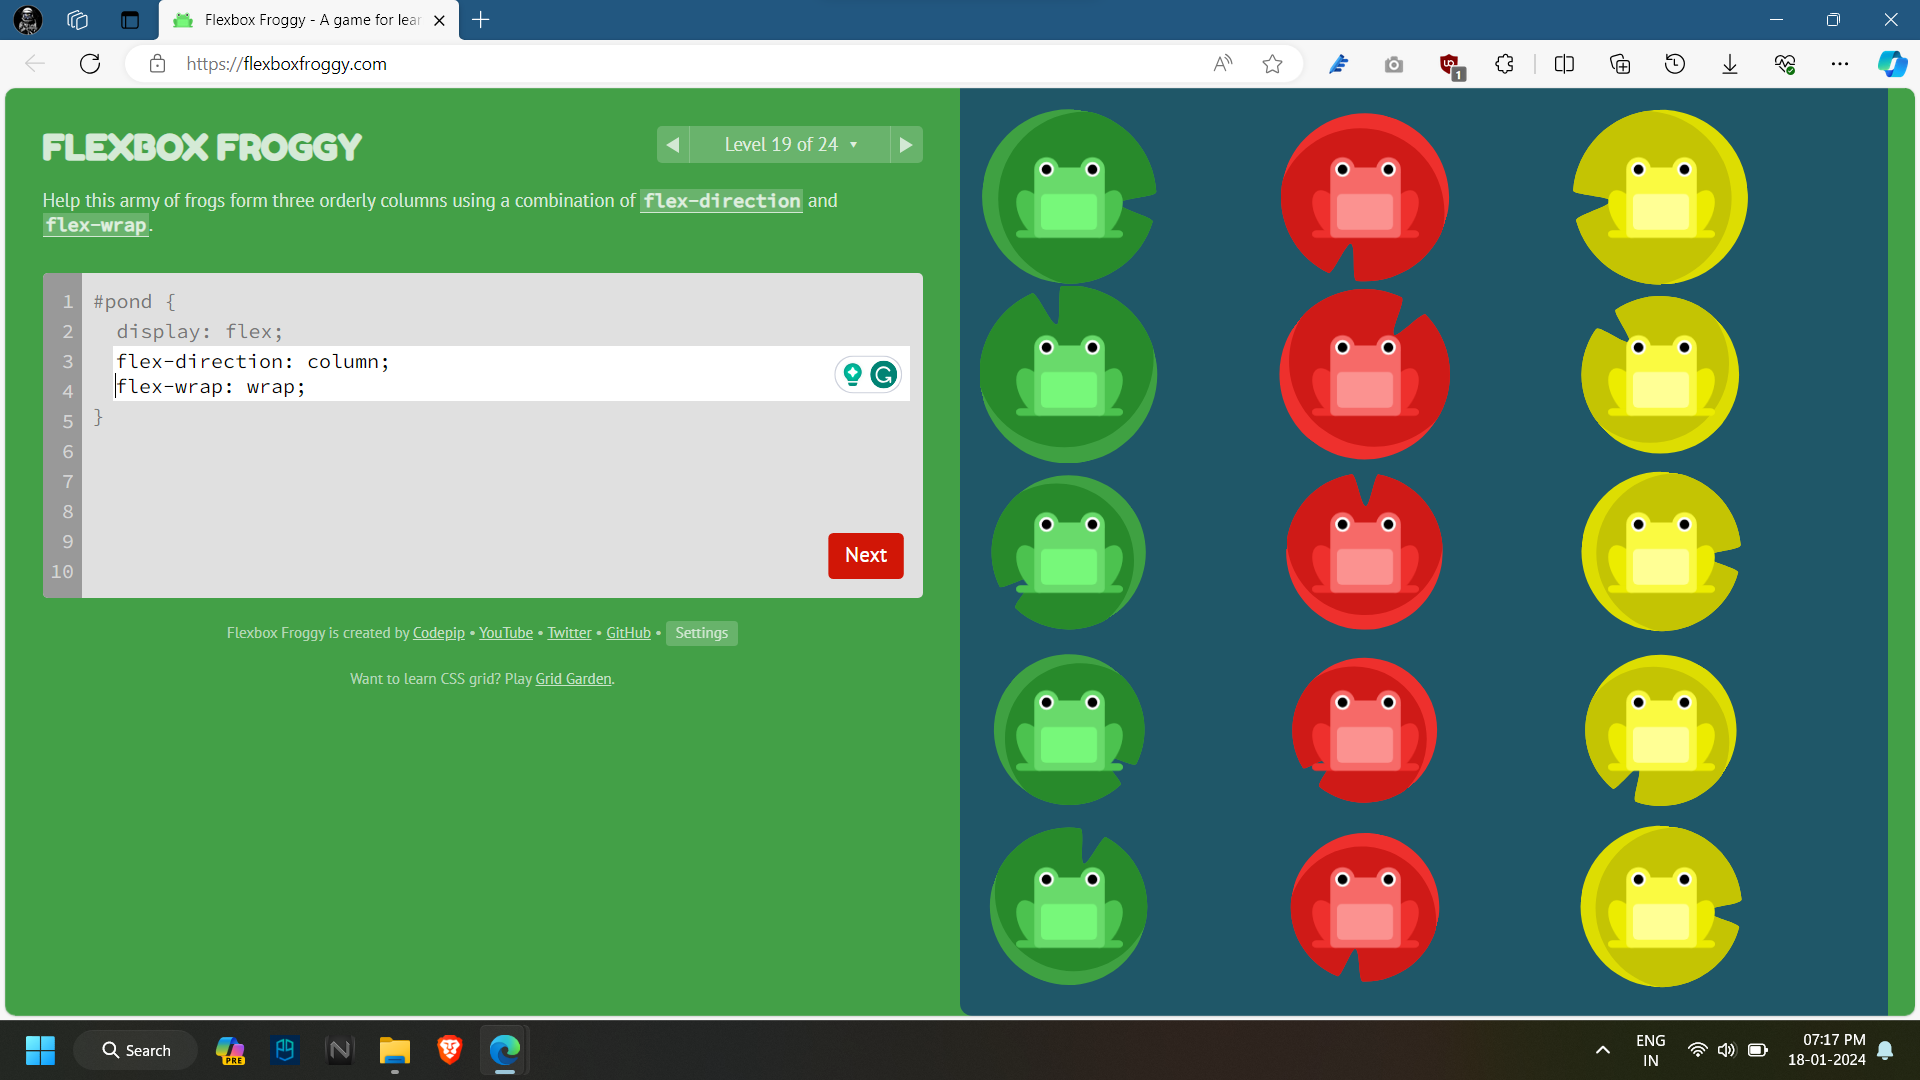 Flexbox Froggy - A game for lear
https://flexboxfroggy.com
1
FLEXBOX FROGGY
Level 19 of 24
Help this army of frogs form three orderly columns using a combination of flex-direction and
flex-wrap.
1 #pond {
2 display: flex;
3 flex-direction: column;
4 flex-wrap: wrap;
5 }
6
7
8
9
10
Next
Flexbox Froggy is created by Codepip • YouTube • Twitter • GitHub • Settings
Want to learn CSS grid? Play Grid Garden.
Search
PRE
ENG
IN
07:17 PM
18-01-2024